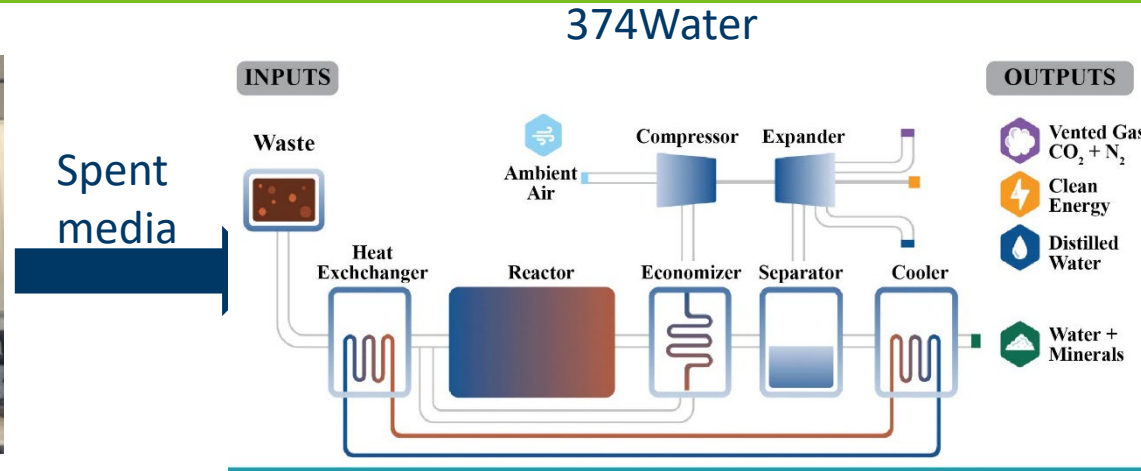 374Water
INPUTS
OUTPUTS
Spent
media
Waste
Ambient
Air
Compressor
Expander
Vented Gas
CO₂ + N₂
Clean
Energy
Distilled
Water
Heat
Exchchanger
Reactor
Economizer
Separator
Cooler
Water +
Minerals